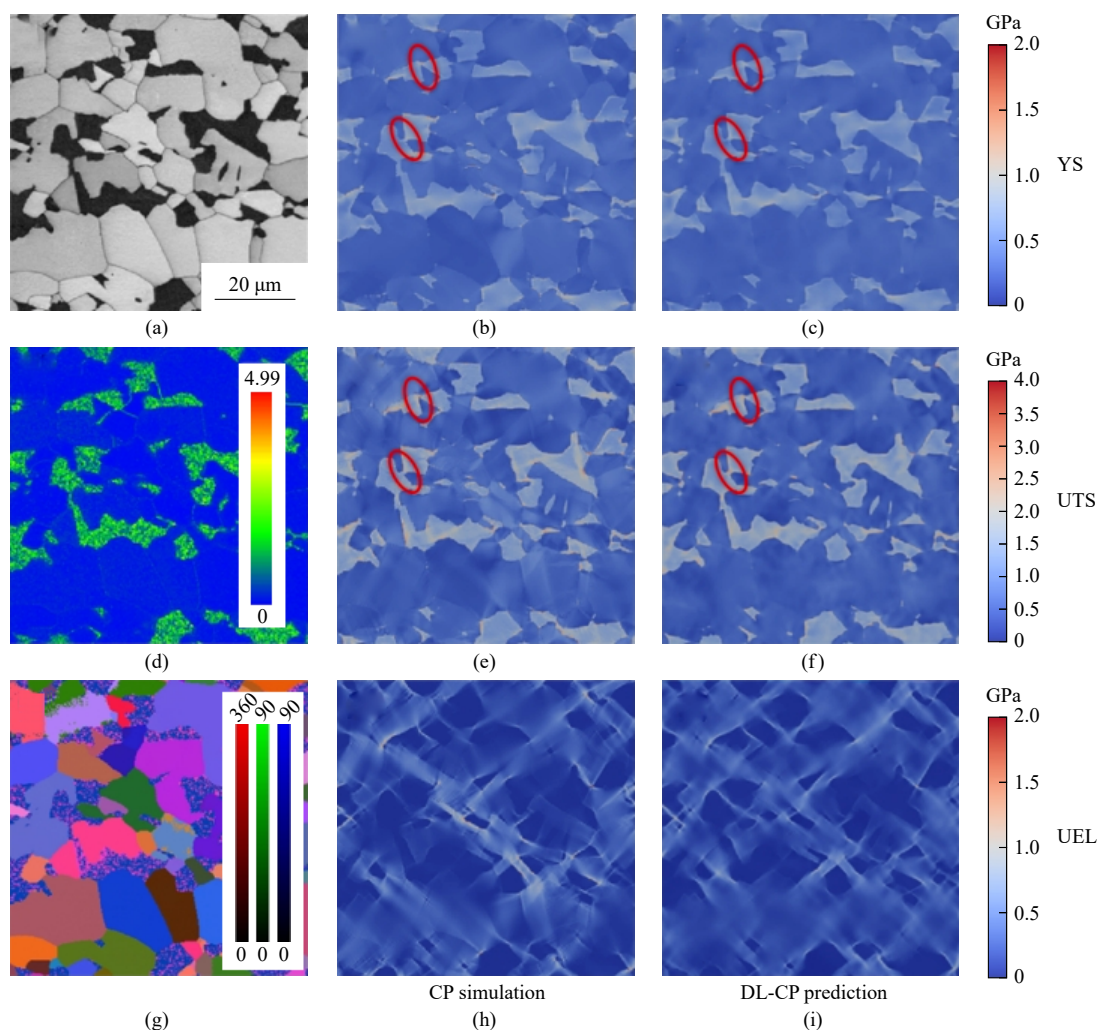 GPa
2.0
1.5
1.0
0.5
0
YS
20 μm
(a)
(b)
(c)
4.99
0
GPa
4.0
3.5
3.0
2.5
2.0
1.5
1.0
0.5
0
UTS
(d)
(e)
(f)
360
90
90
0
0
0
GPa
2.0
1.5
1.0
0.5
0
UEL
CP simulation
DL-CP prediction
(g)
(h)
(i)